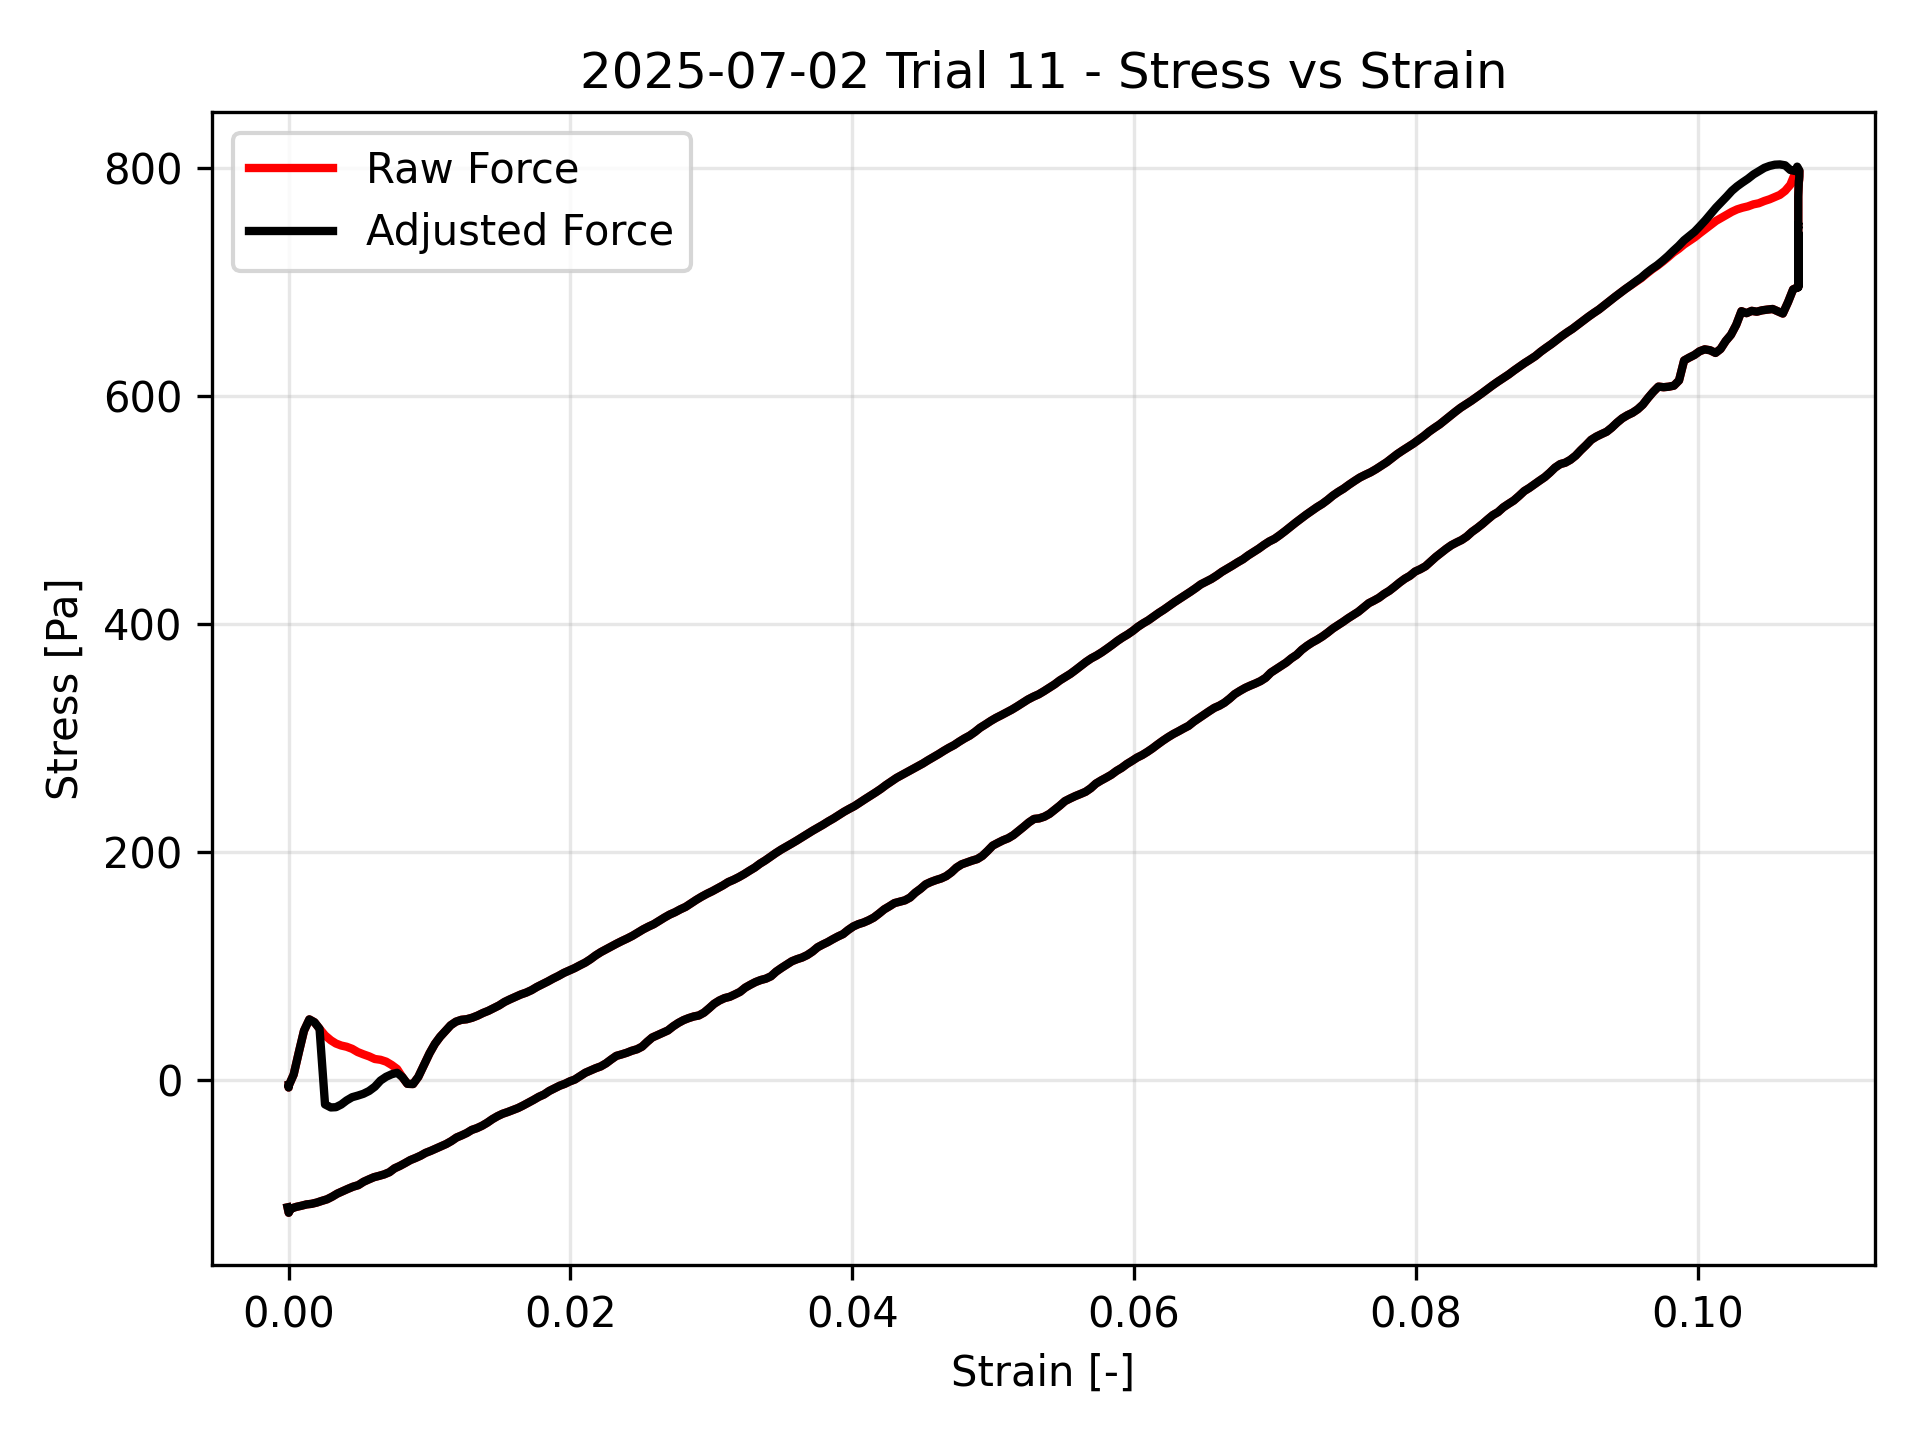 2025-07-02 Trial 11 - Stress vs Strain
Raw Force
Adjusted Force
800
600
400
200
0
Stress [Pa]
0.00 0.02 0.04 0.06 0.08 0.10
Strain [-]